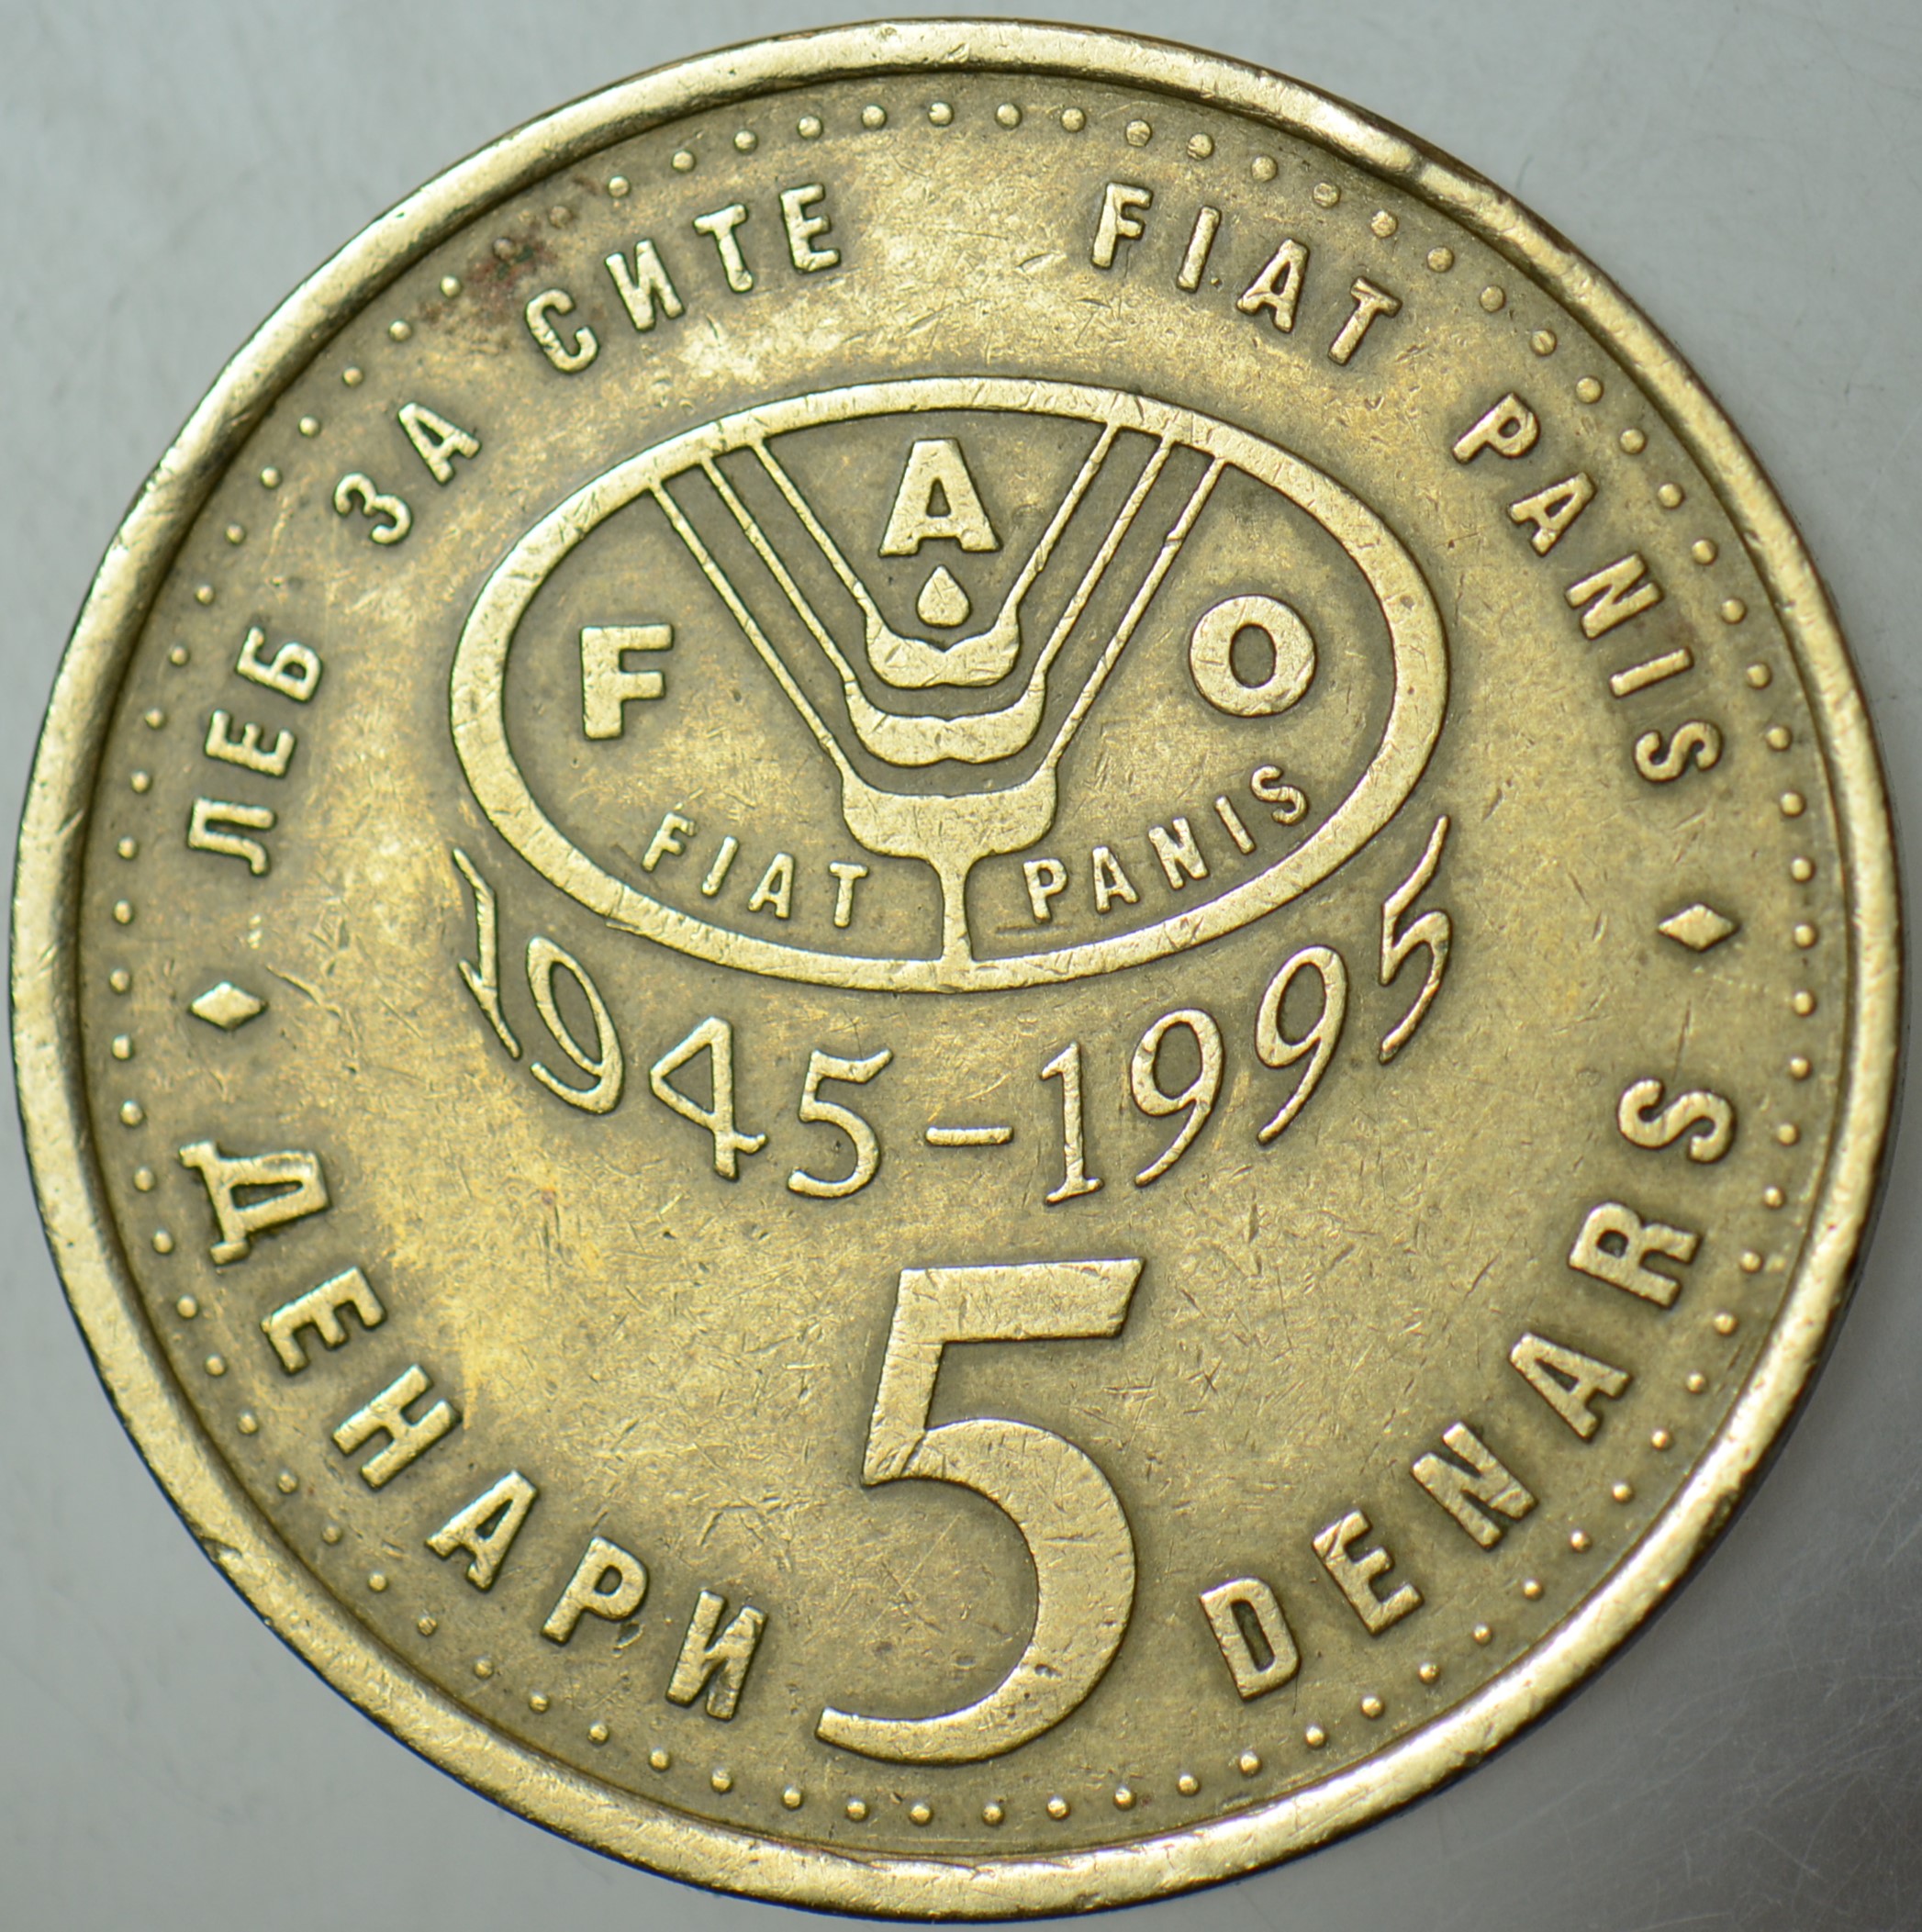 ЛЕБ ЗА СИТЕ FIAT PANIS
F A O
FIAT PANIS
1945-1995
5
ДЕНАРИ DENARS